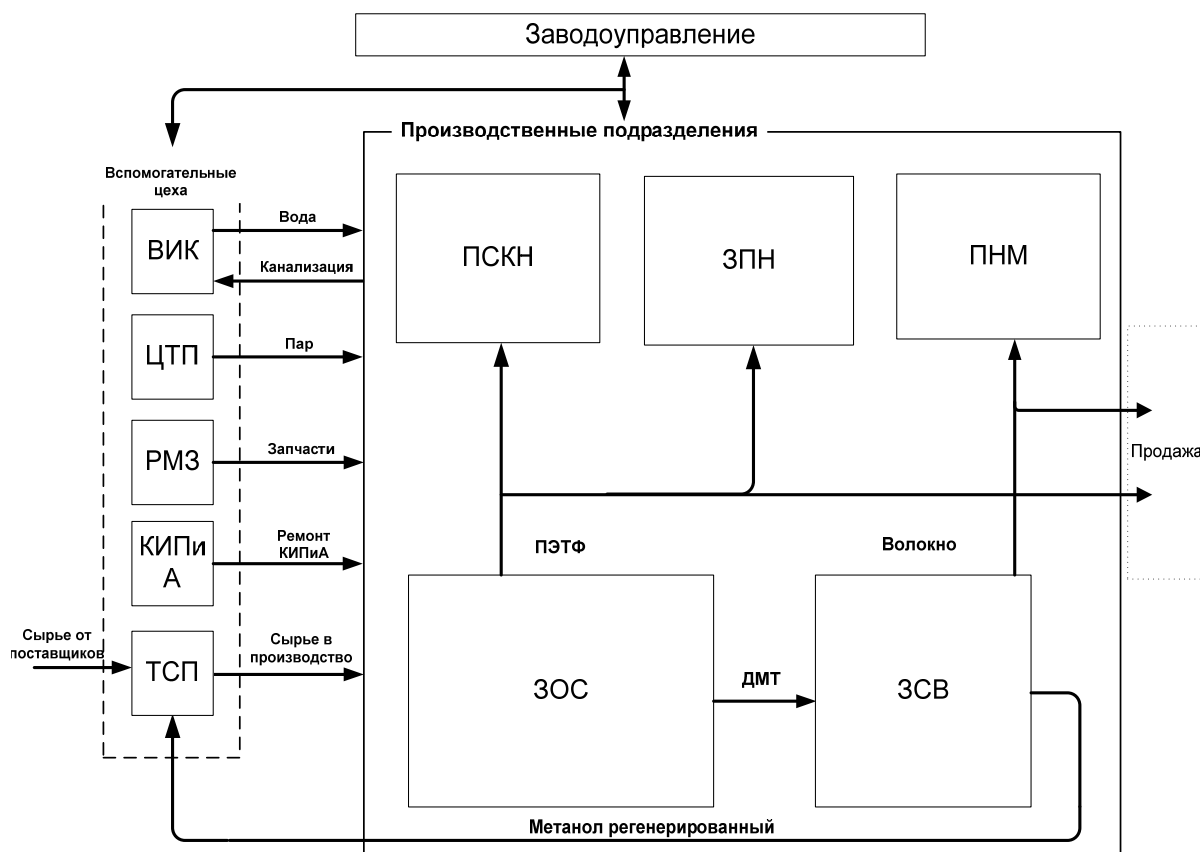 Заводоуправление
Производственные подразделения
Вспомогательные
цеха
ВИК
Вода
Канализация
ПСКН
ЗПН
ПНМ
ЦТП
Пар
РМЗ
Запчасти
Продажа
КИПи
А
Ремонт
КИПиА
ПЭТФ
Волокно
Сырье от
поставщиков
ТСП
Сырье в
производство
ЗОС
ДМТ
ЗСВ
Метанол регенерированный